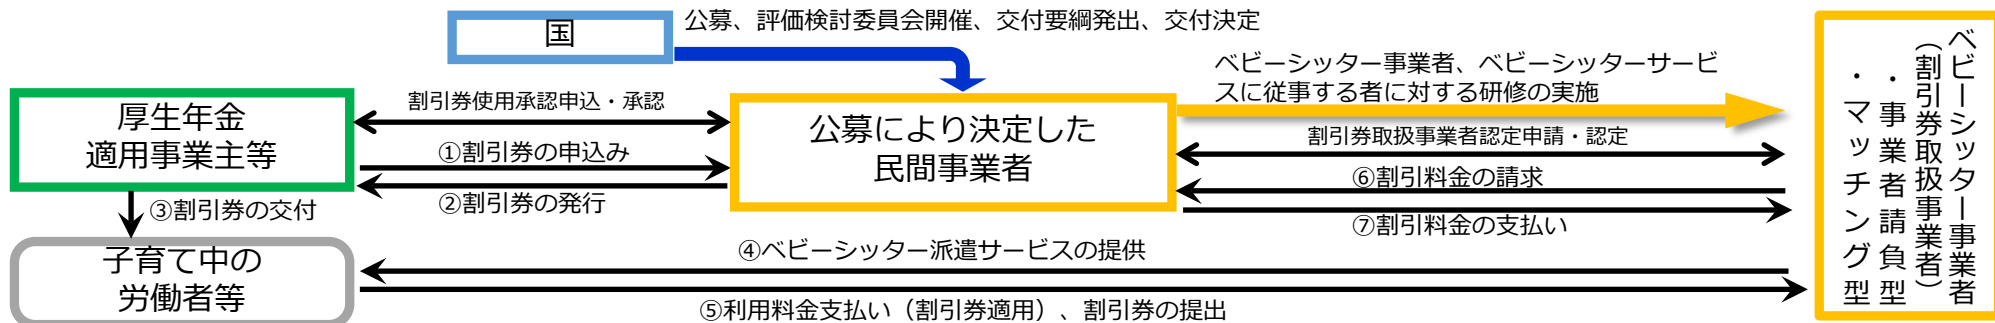 国
公募、評価検討委員会開催、交付要綱発出、交付決定
厚生年金
適用事業主等
割引券使用承認申込・承認
①割引券の申込み
②割引券の発行
③割引券の交付
公募により決定した
民間事業者
ベビーシッター事業者、ベビーシッターサービ
スに従事する者に対する研修の実施
割引券取扱事業者認定申請・認定
⑥割引料金の請求
⑦割引料金の支払い
子育て中の
労働者等
④ベビーシッター派遣サービスの提供
⑤利用料金支払い（割引券適用）、割引券の提出
ベビーシッター事業者
（割引券取扱事業者）
・事業者請負型
・マッチング型